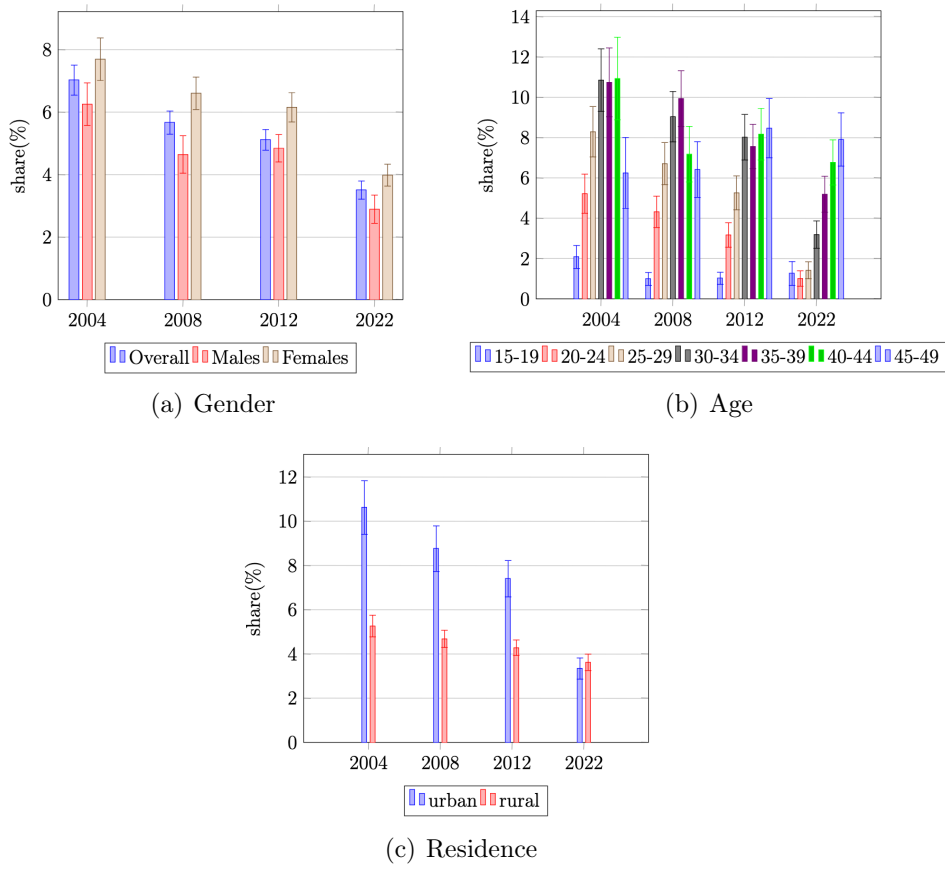 8
6
4
2
0
share(%)
2004 2008 2012 2022
Overall Males Females
(a) Gender
14
12
10
8
6
4
2
0
share(%)
2004 2008 2012 2022
15-19 20-24 25-29 30-34 35-39 40-44 45-49
(b) Age
12
10
8
6
4
2
0
share(%)
2004 2008 2012 2022
urban rural
(c) Residence